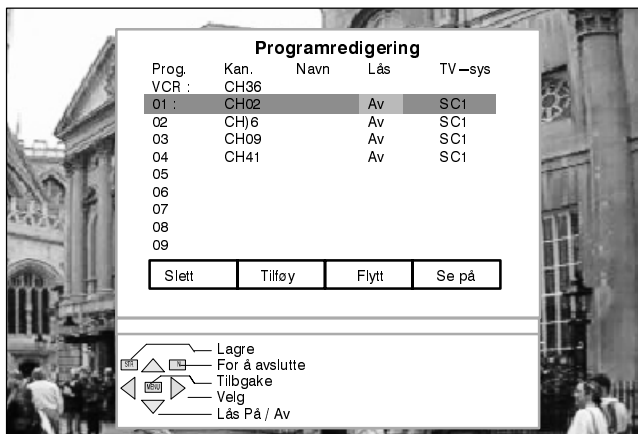 Programredigering
Prog. Kan. Navn Lås TV–sys
VCR : CH36
01 : CH02 Av SC1
02 CH)6 Av SC1
03 CH09 Av SC1
04 CH41 Av SC1
05
06
07
08
09
Slett Tilføy Flytt Se på
Lagre
STR N For å avslutte
Tilbgake
MENU Velg
Lås På / Av